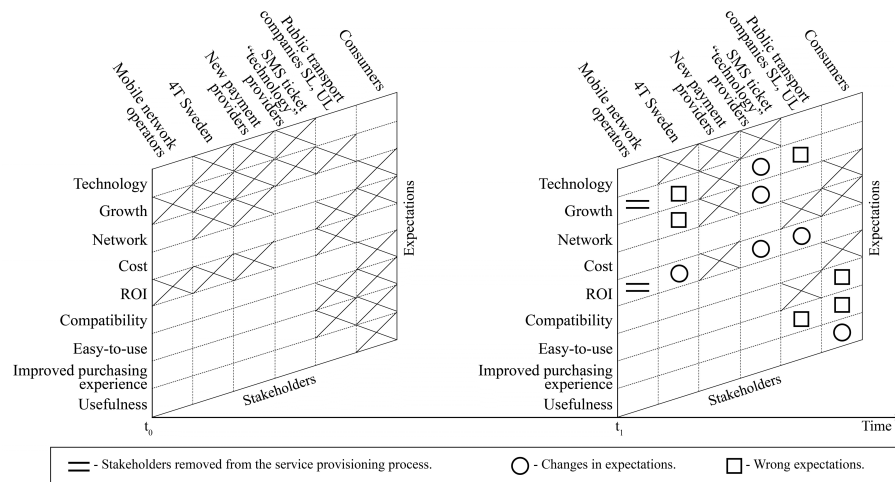 Mobile network
operators
4T Sweden
New payment
providers
SMS ticket
“technology”
providers
Public transport
companies SL, UL
Consumers
Technology
Growth
Network
Cost
ROI
Compatibility
Easy-to-use
Improved purchasing
experience
Usefulness
Expectations
Stakeholders
t0
Mobile network
operators
4T Sweden
New payment
providers
SMS ticket
“technology”
providers
Public transport
companies SL, UL
Consumers
Technology
Growth
Network
Cost
ROI
Compatibility
Easy-to-use
Improved purchasing
experience
Usefulness
Expectations
Stakeholders
t1
Time
- Stakeholders removed from the service provisioning process.
- Changes in expectations.
- Wrong expectations.